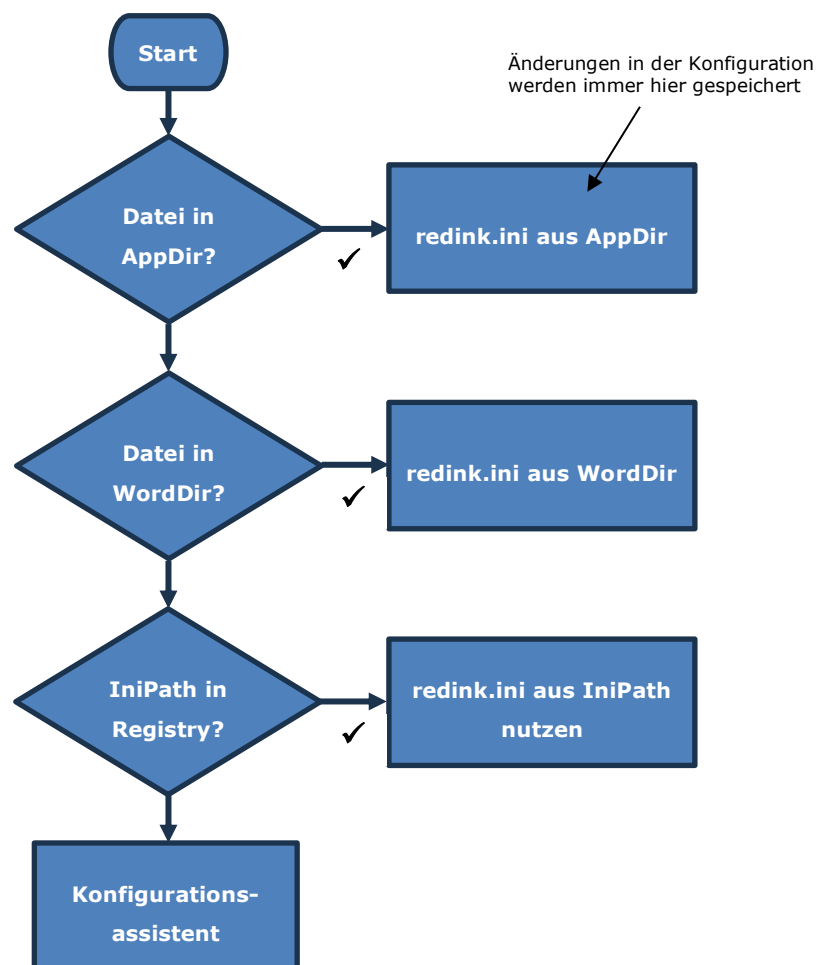 Start
Änderungen in der Konfiguration
werden immer hier gespeichert
Datei in
AppDir?
redink.ini aus AppDir
Datei in
WordDir?
redink.ini aus WordDir
IniPath in
Registry?
redink.ini aus IniPath
nutzen
Konfigurations-
assistent